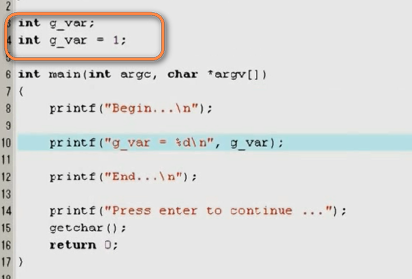 2
3 int g_var;
4 int g_var = 1;
5
6 int main(int argc, char *argv[])
7 {
8 printf("Begin...\n");
9
10 printf("g_var = %d\n", g_var);
11
12 printf("End...\n");
13
14 printf("Press enter to continue ...");
15 getchar();
16 return 0;
17 }